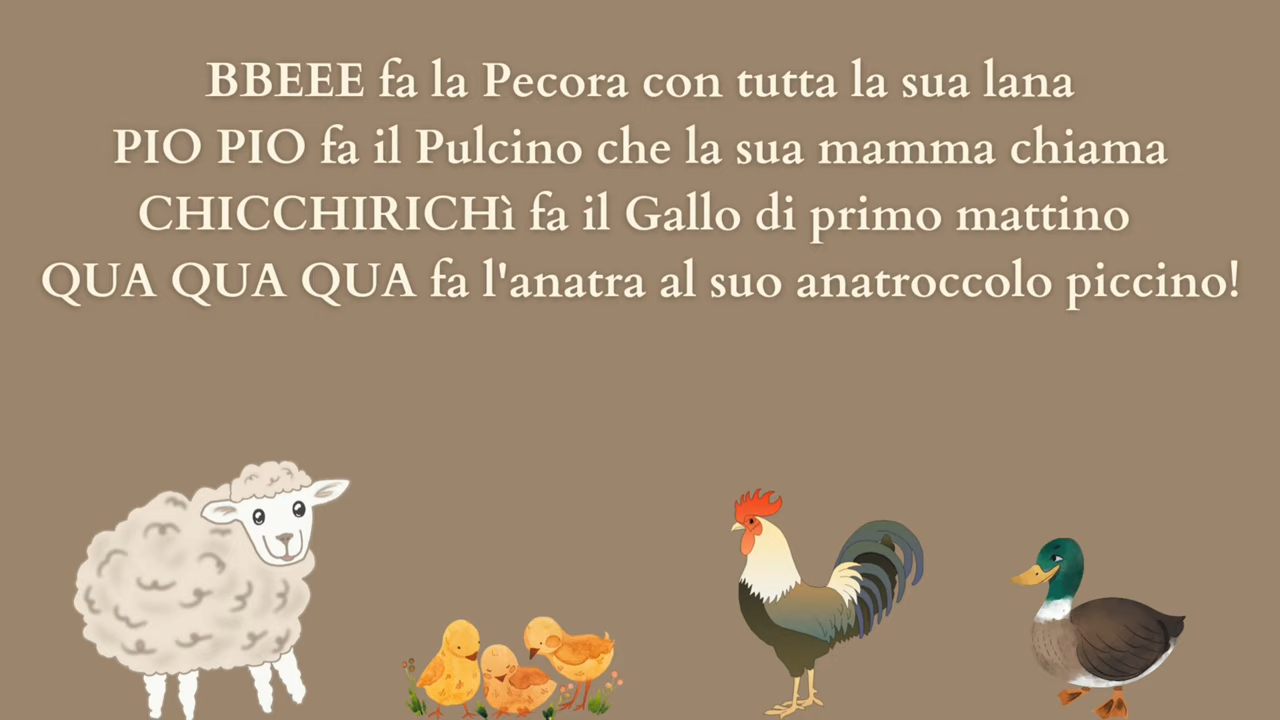 BBEEE fa la Pecora con tutta la sua lana
PIO PIO fa il Pulcino che la sua mamma chiama
CHICCHIRICHì fa il Gallo di primo mattino
QUA QUA QUA fa l'anatra al suo anatroccolo piccino!